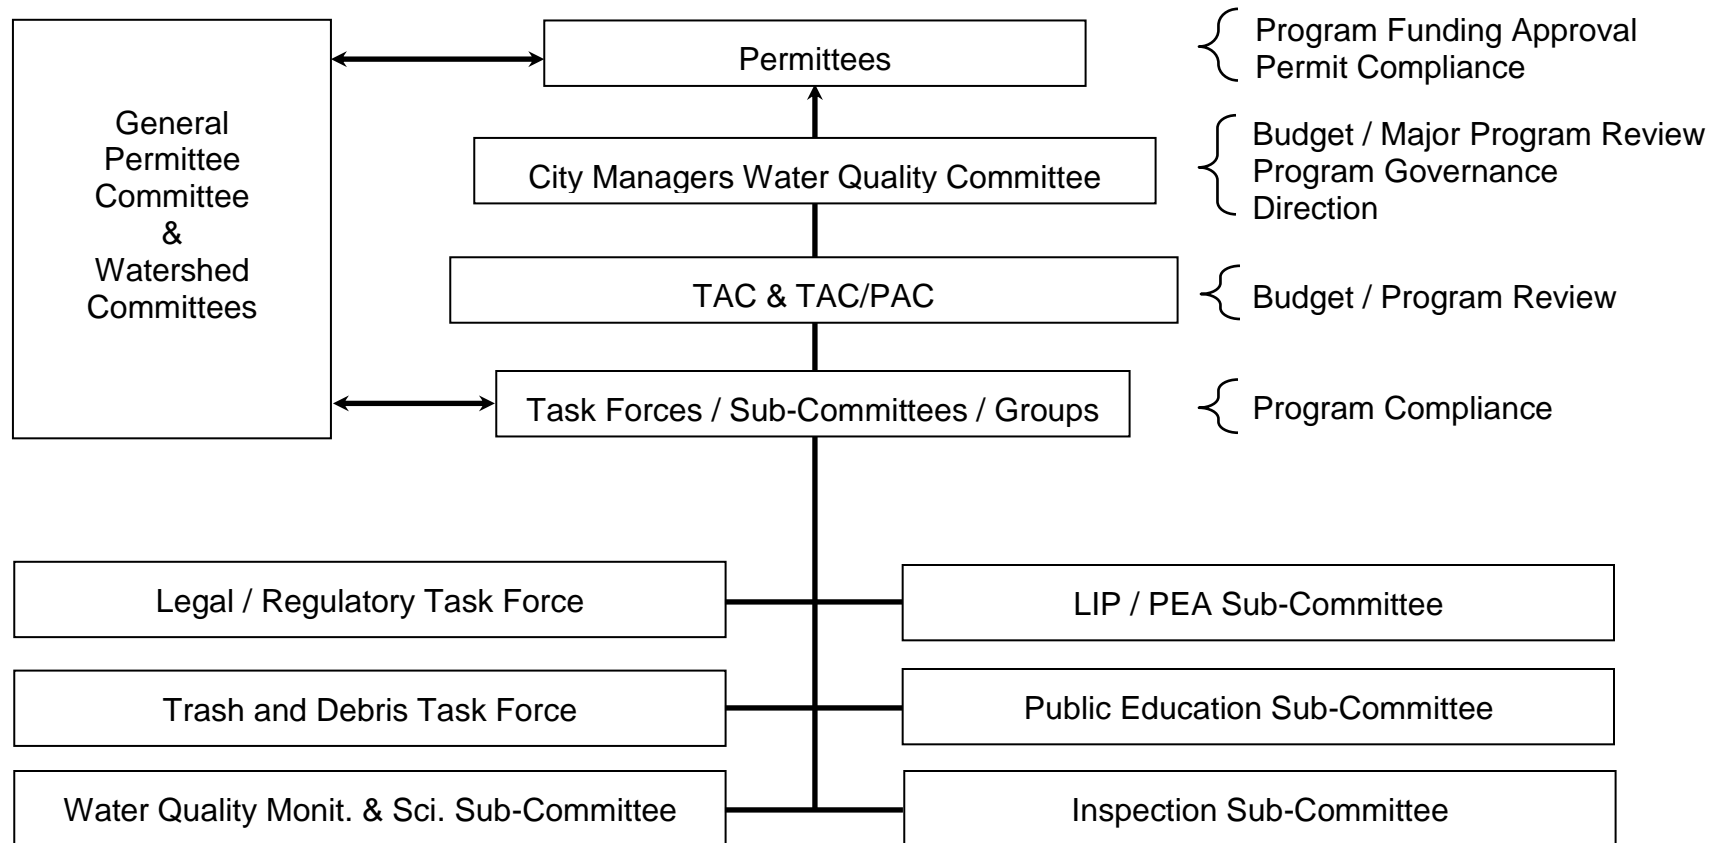 General
Permittee
Committee
&
Watershed
Committees
Permittees
Program Funding Approval
Permit Compliance
City Managers Water Quality Committee
Budget / Major Program Review
Program Governance
Direction
TAC & TAC/PAC
Budget / Program Review
Task Forces / Sub-Committees / Groups
Program Compliance
Legal / Regulatory Task Force
LIP / PEA Sub-Committee
Trash and Debris Task Force
Public Education Sub-Committee
Water Quality Monit. & Sci. Sub-Committee
Inspection Sub-Committee